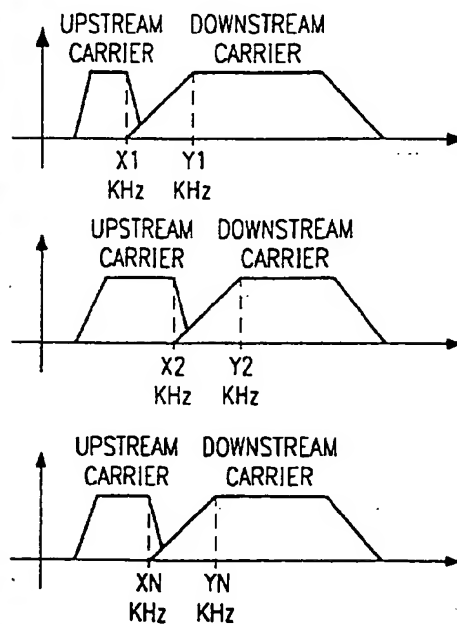 UPSTREAM DOWNSTREAM
CARRIER CARRIER
X1 Y1
KHz KHz
UPSTREAM DOWNSTREAM
CARRIER CARRIER
X2 Y2
KHz KHz
UPSTREAM DOWNSTREAM
CARRIER CARRIER
XN YN
KHz KHz